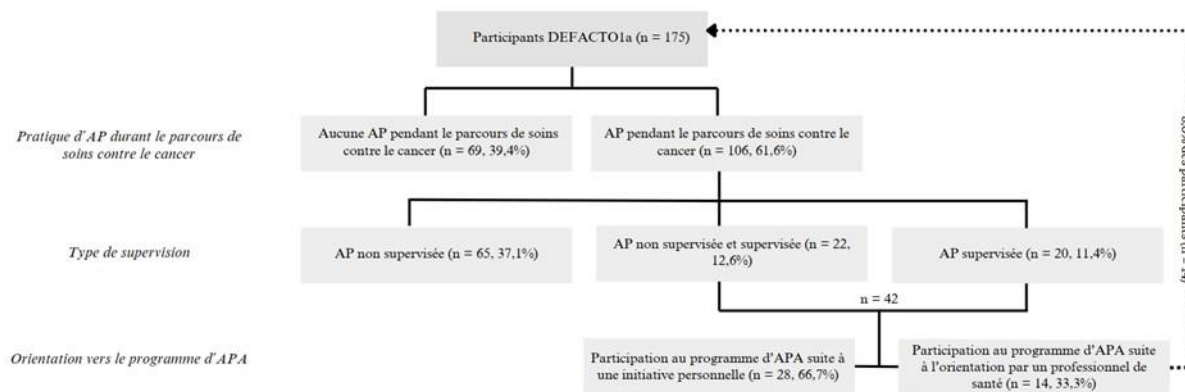 Participants DEFACTO1a (n = 175)
Pratique d'AP durant le parcours de
soins contre le cancer
Aucune AP pendant le parcours de soins
contre le cancer (n = 69, 39,4%)
AP pendant le parcours de soins contre le
cancer (n = 106, 61,6%)
Type de supervision
AP non supervisée (n = 65, 37,1%)
AP non supervisée et supervisée (n = 22,
12,6%)
AP supervisée (n = 20, 11,4%)
n = 42
Orientation vers le programme d'APA
Participation au programme d'APA suite à
une initiative personnelle (n = 28, 66,7%)
Participation au programme d'APA suite
à l'orientation par un professionnel de
santé (n = 14, 33,3%)
des participants